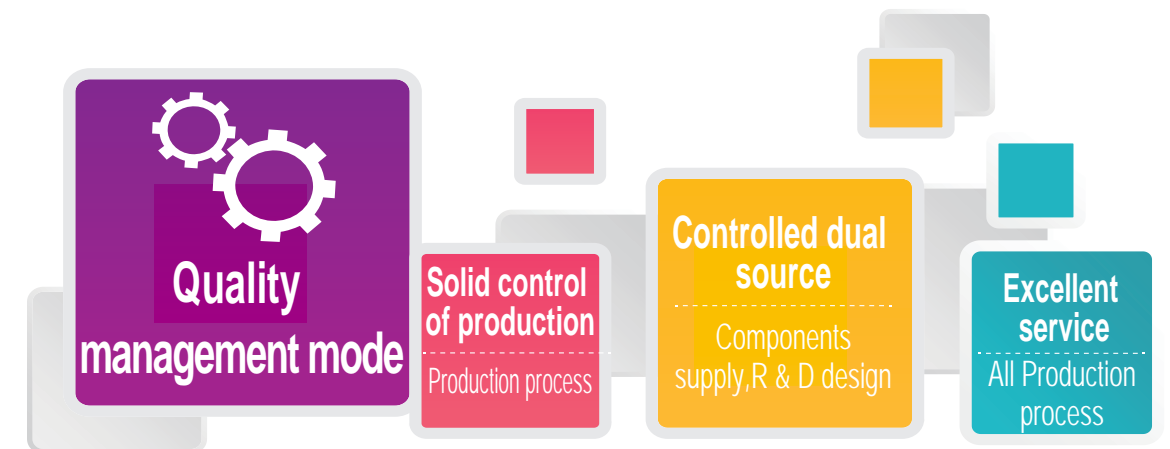 Quality
management mode
Solid control
of production
Production process
Controlled dual
source
Components
supply,R & D design
Excellent
service
All Production
process